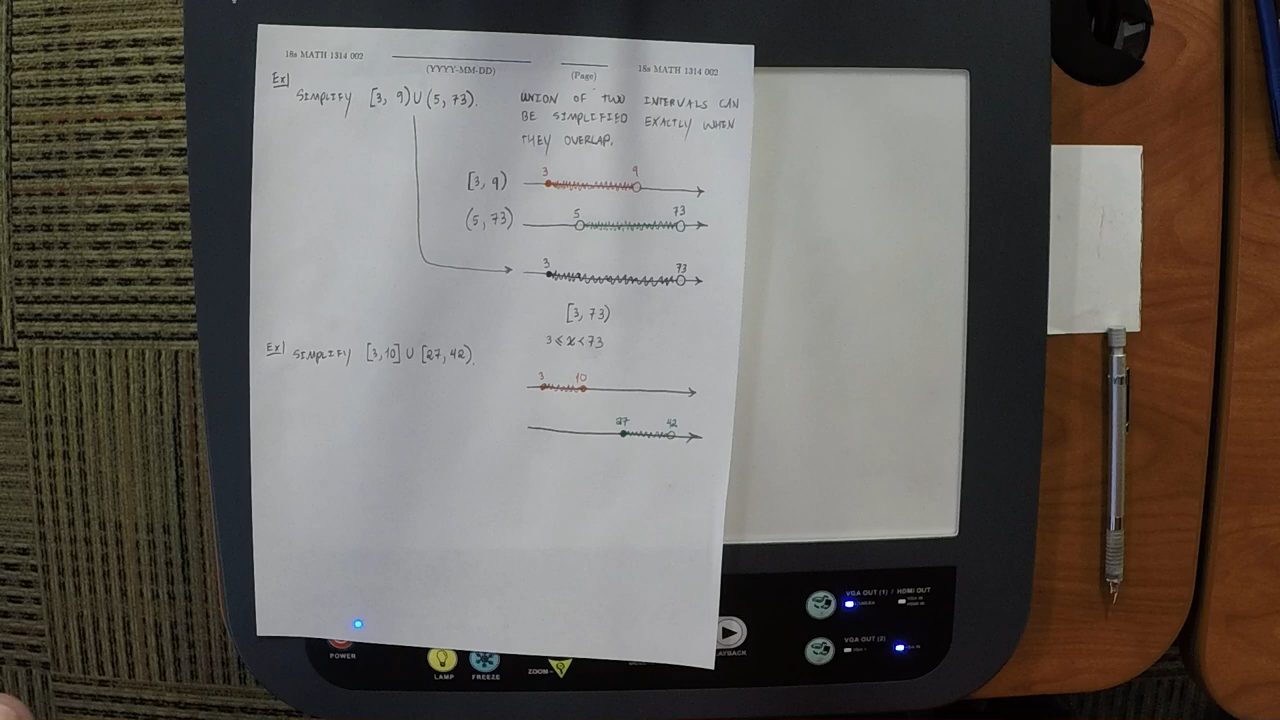 18s MATH 1314 002
(YYYY-MM-DD)
(Page)
18s MATH 1314 002
Ex]
SIMPLIFY [3, 9) ∪ (5, 73).
UNION OF TWO INTERVALS CAN
BE SIMPLIFIED EXACTLY WHEN
THEY OVERLAP.
[3, 9)
3
9
(5, 73)
5
73
3
73
[3, 73)
3 ⩽ x < 73
Ex] SIMPLIFY [3, 10] ∪ [27, 42).
3
10
27
42
VGA OUT (1) / HDMI OUT
VGA OUT (2)
POWER
LAMP
FREEZE
ZOOM